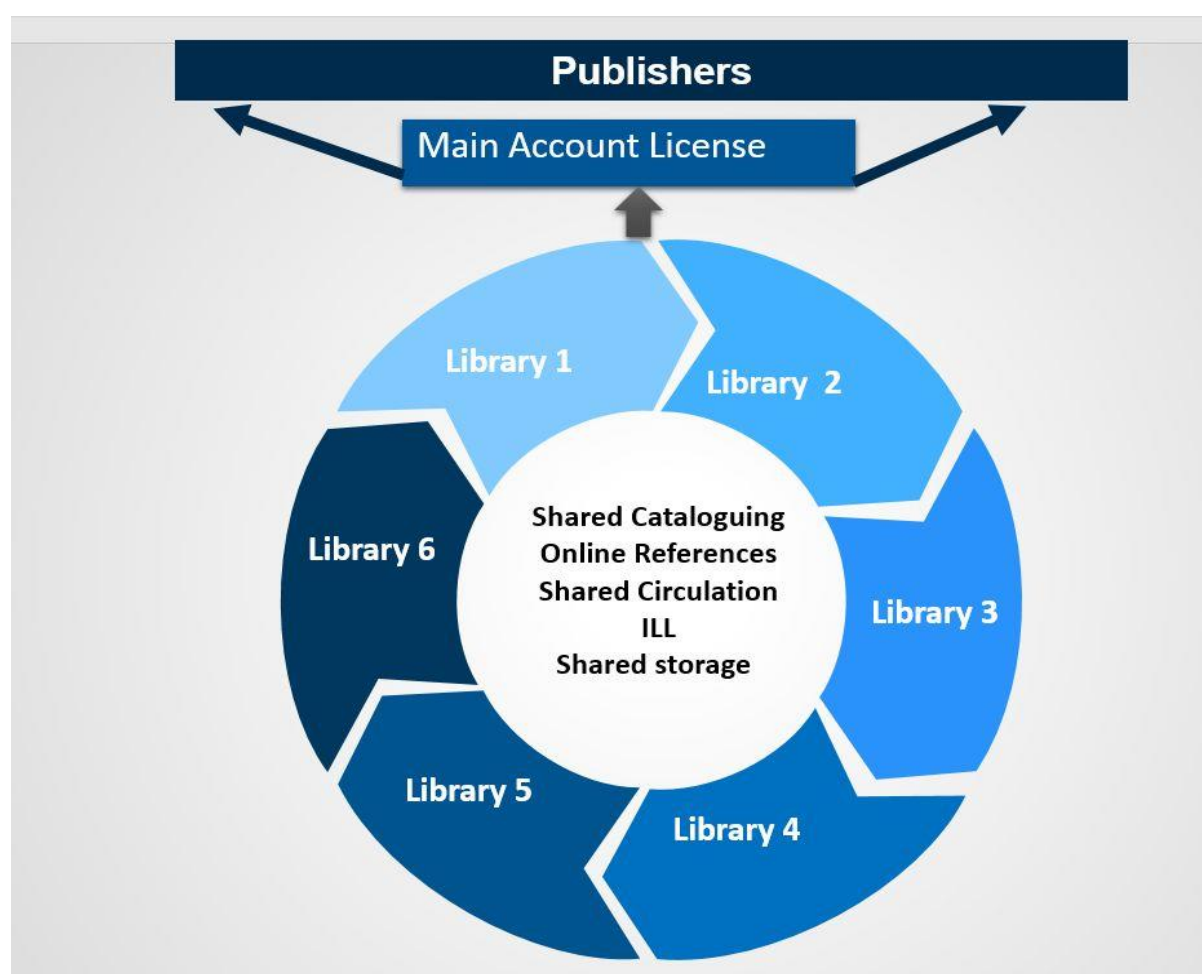 Publishers
Main Account License
Library 1
Library 2
Library 3
Library 4
Library 5
Library 6
Shared Cataloguing
Online References
Shared Circulation
ILL
Shared storage